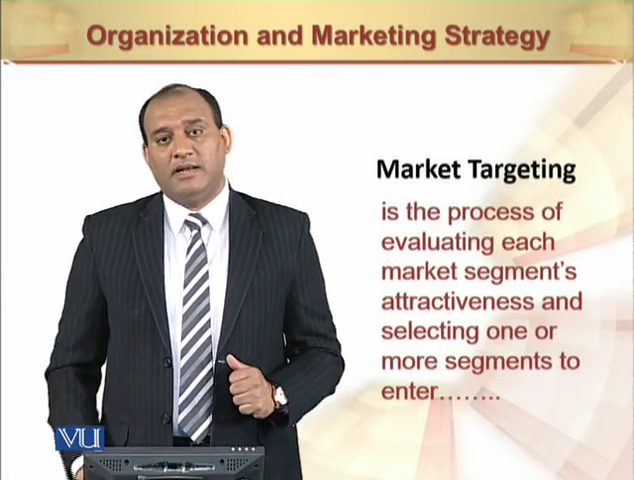 Organization and Marketing Strategy
Market Targeting
is the process of
evaluating each
market segment's
attractiveness and
selecting one or
more segments to
enter........
VU